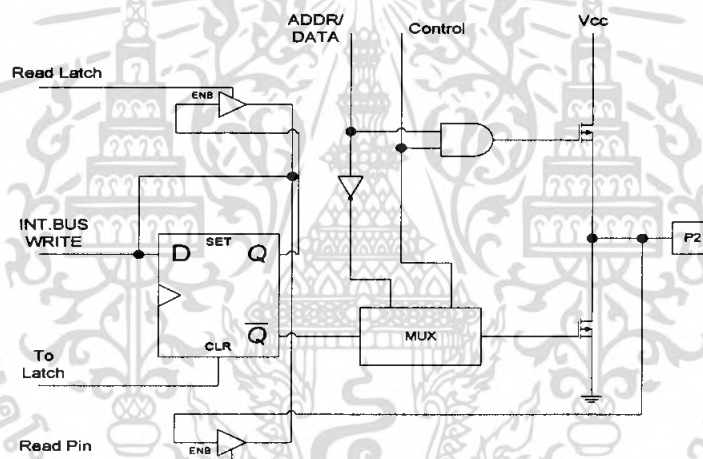 ADDR/
DATA
Control
Vcc
Read Latch
ENB
INT.BUS
WRITE
D
SET
Q
P2
Q
CLR
MUX
To
Latch
Read Pin
ENB